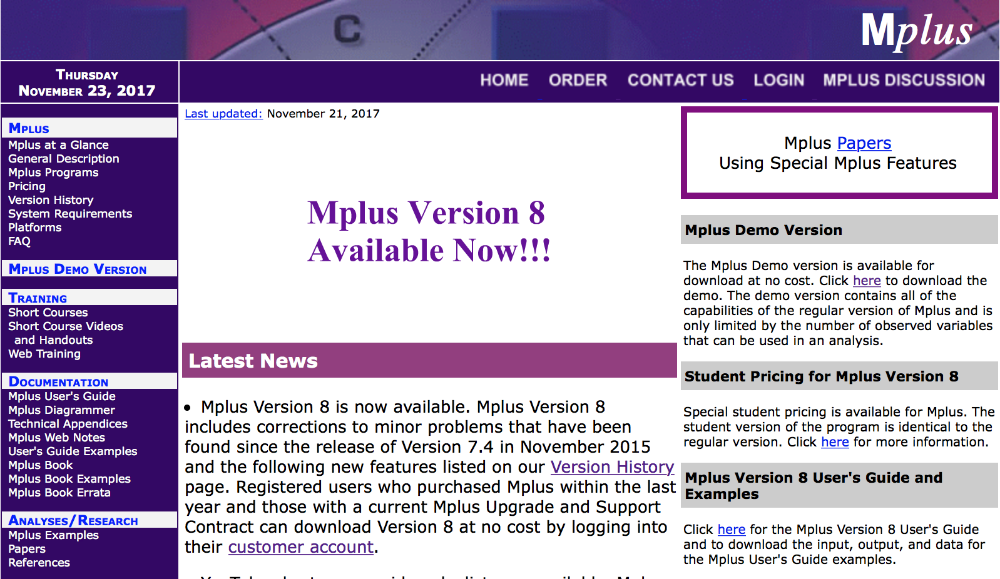 C
Mplus
Thursday
November 23, 2017
HOME ORDER CONTACT US LOGIN MPLUS DISCUSSION
Mplus
Mplus at a Glance
General Description
Mplus Programs
Pricing
Version History
System Requirements
Platforms
FAQ
Mplus Demo Version
Training
Short Courses
Short Course Videos
and Handouts
Web Training
Documentation
Mplus User's Guide
Mplus Diagrammer
Technical Appendices
Mplus Web Notes
User's Guide Examples
Mplus Book
Mplus Book Examples
Mplus Book Errata
Analyses/Research
Mplus Examples
Papers
References
Last updated: November 21, 2017
Mplus Version 8
Available Now!!!
Latest News
• Mplus Version 8 is now available. Mplus Version 8
includes corrections to minor problems that have been
found since the release of Version 7.4 in November 2015
and the following new features listed on our Version History
page. Registered users who purchased Mplus within the last
year and those with a current Mplus Upgrade and Support
Contract can download Version 8 at no cost by logging into
their customer account.
Mplus Papers
Using Special Mplus Features
Mplus Demo Version
The Mplus Demo version is available for
download at no cost. Click here to download the
demo. The demo version contains all of the
capabilities of the regular version of Mplus and is
only limited by the number of observed variables
that can be used in an analysis.
Student Pricing for Mplus Version 8
Special student pricing is available for Mplus. The
student version of the program is identical to the
regular version. Click here for more information.
Mplus Version 8 User's Guide and
Examples
Click here for the Mplus Version 8 User's Guide
and to download the input, output, and data for
the Mplus User's Guide examples.